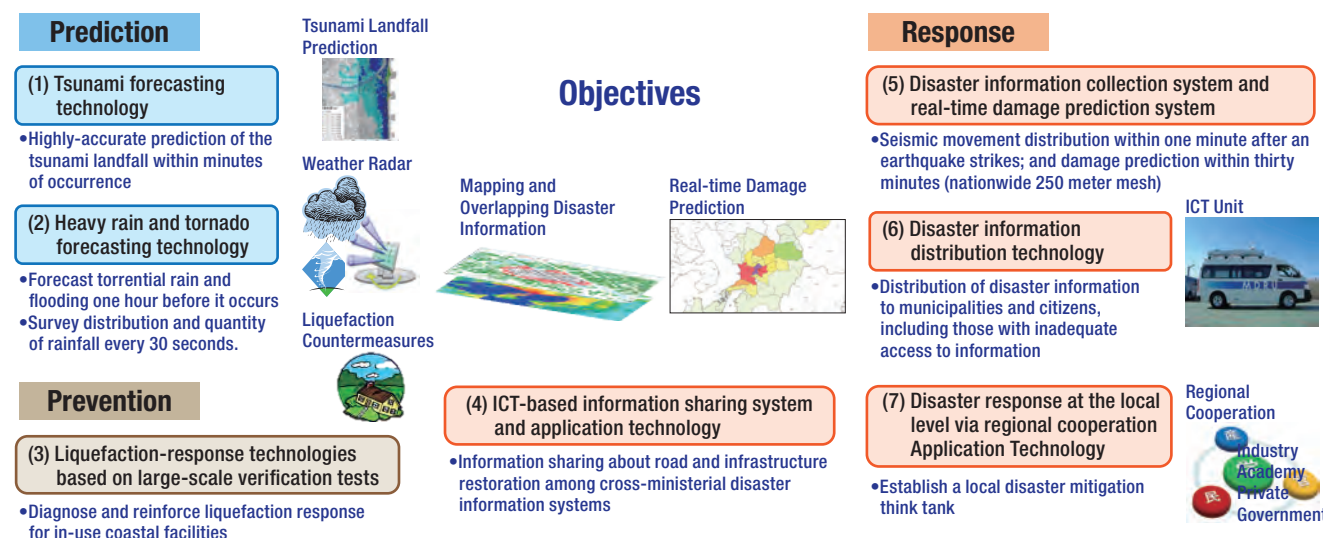 Prediction
(1) Tsunami forecasting
technology
•Highly-accurate prediction of the
tsunami landfall within minutes
of occurrence
(2) Heavy rain and tornado
forecasting technology
•Forecast torrential rain and
flooding one hour before it occurs
•Survey distribution and quantity
of rainfall every 30 seconds.
Prevention
(3) Liquefaction-response technologies
based on large-scale verification tests
•Diagnose and reinforce liquefaction response
for in-use coastal facilities
Tsunami Landfall
Prediction
Weather Radar
Liquefaction
Countermeasures
Objectives
Mapping and
Overlapping Disaster
Information
Real-time Damage
Prediction
(4) ICT-based information sharing system
and application technology
•Information sharing about road and infrastructure
restoration among cross-ministerial disaster
information systems
Response
(5) Disaster information collection system and
real-time damage prediction system
•Seismic movement distribution within one minute after an
earthquake strikes; and damage prediction within thirty
minutes (nationwide 250 meter mesh)
(6) Disaster information
distribution technology
•Distribution of disaster information
to municipalities and citizens,
including those with inadequate
access to information
ICT Unit
MDRU
(7) Disaster response at the local
level via regional cooperation
Application Technology
•Establish a local disaster mitigation
think tank
Regional
Cooperation
Industry
Academy
Private
Government
民